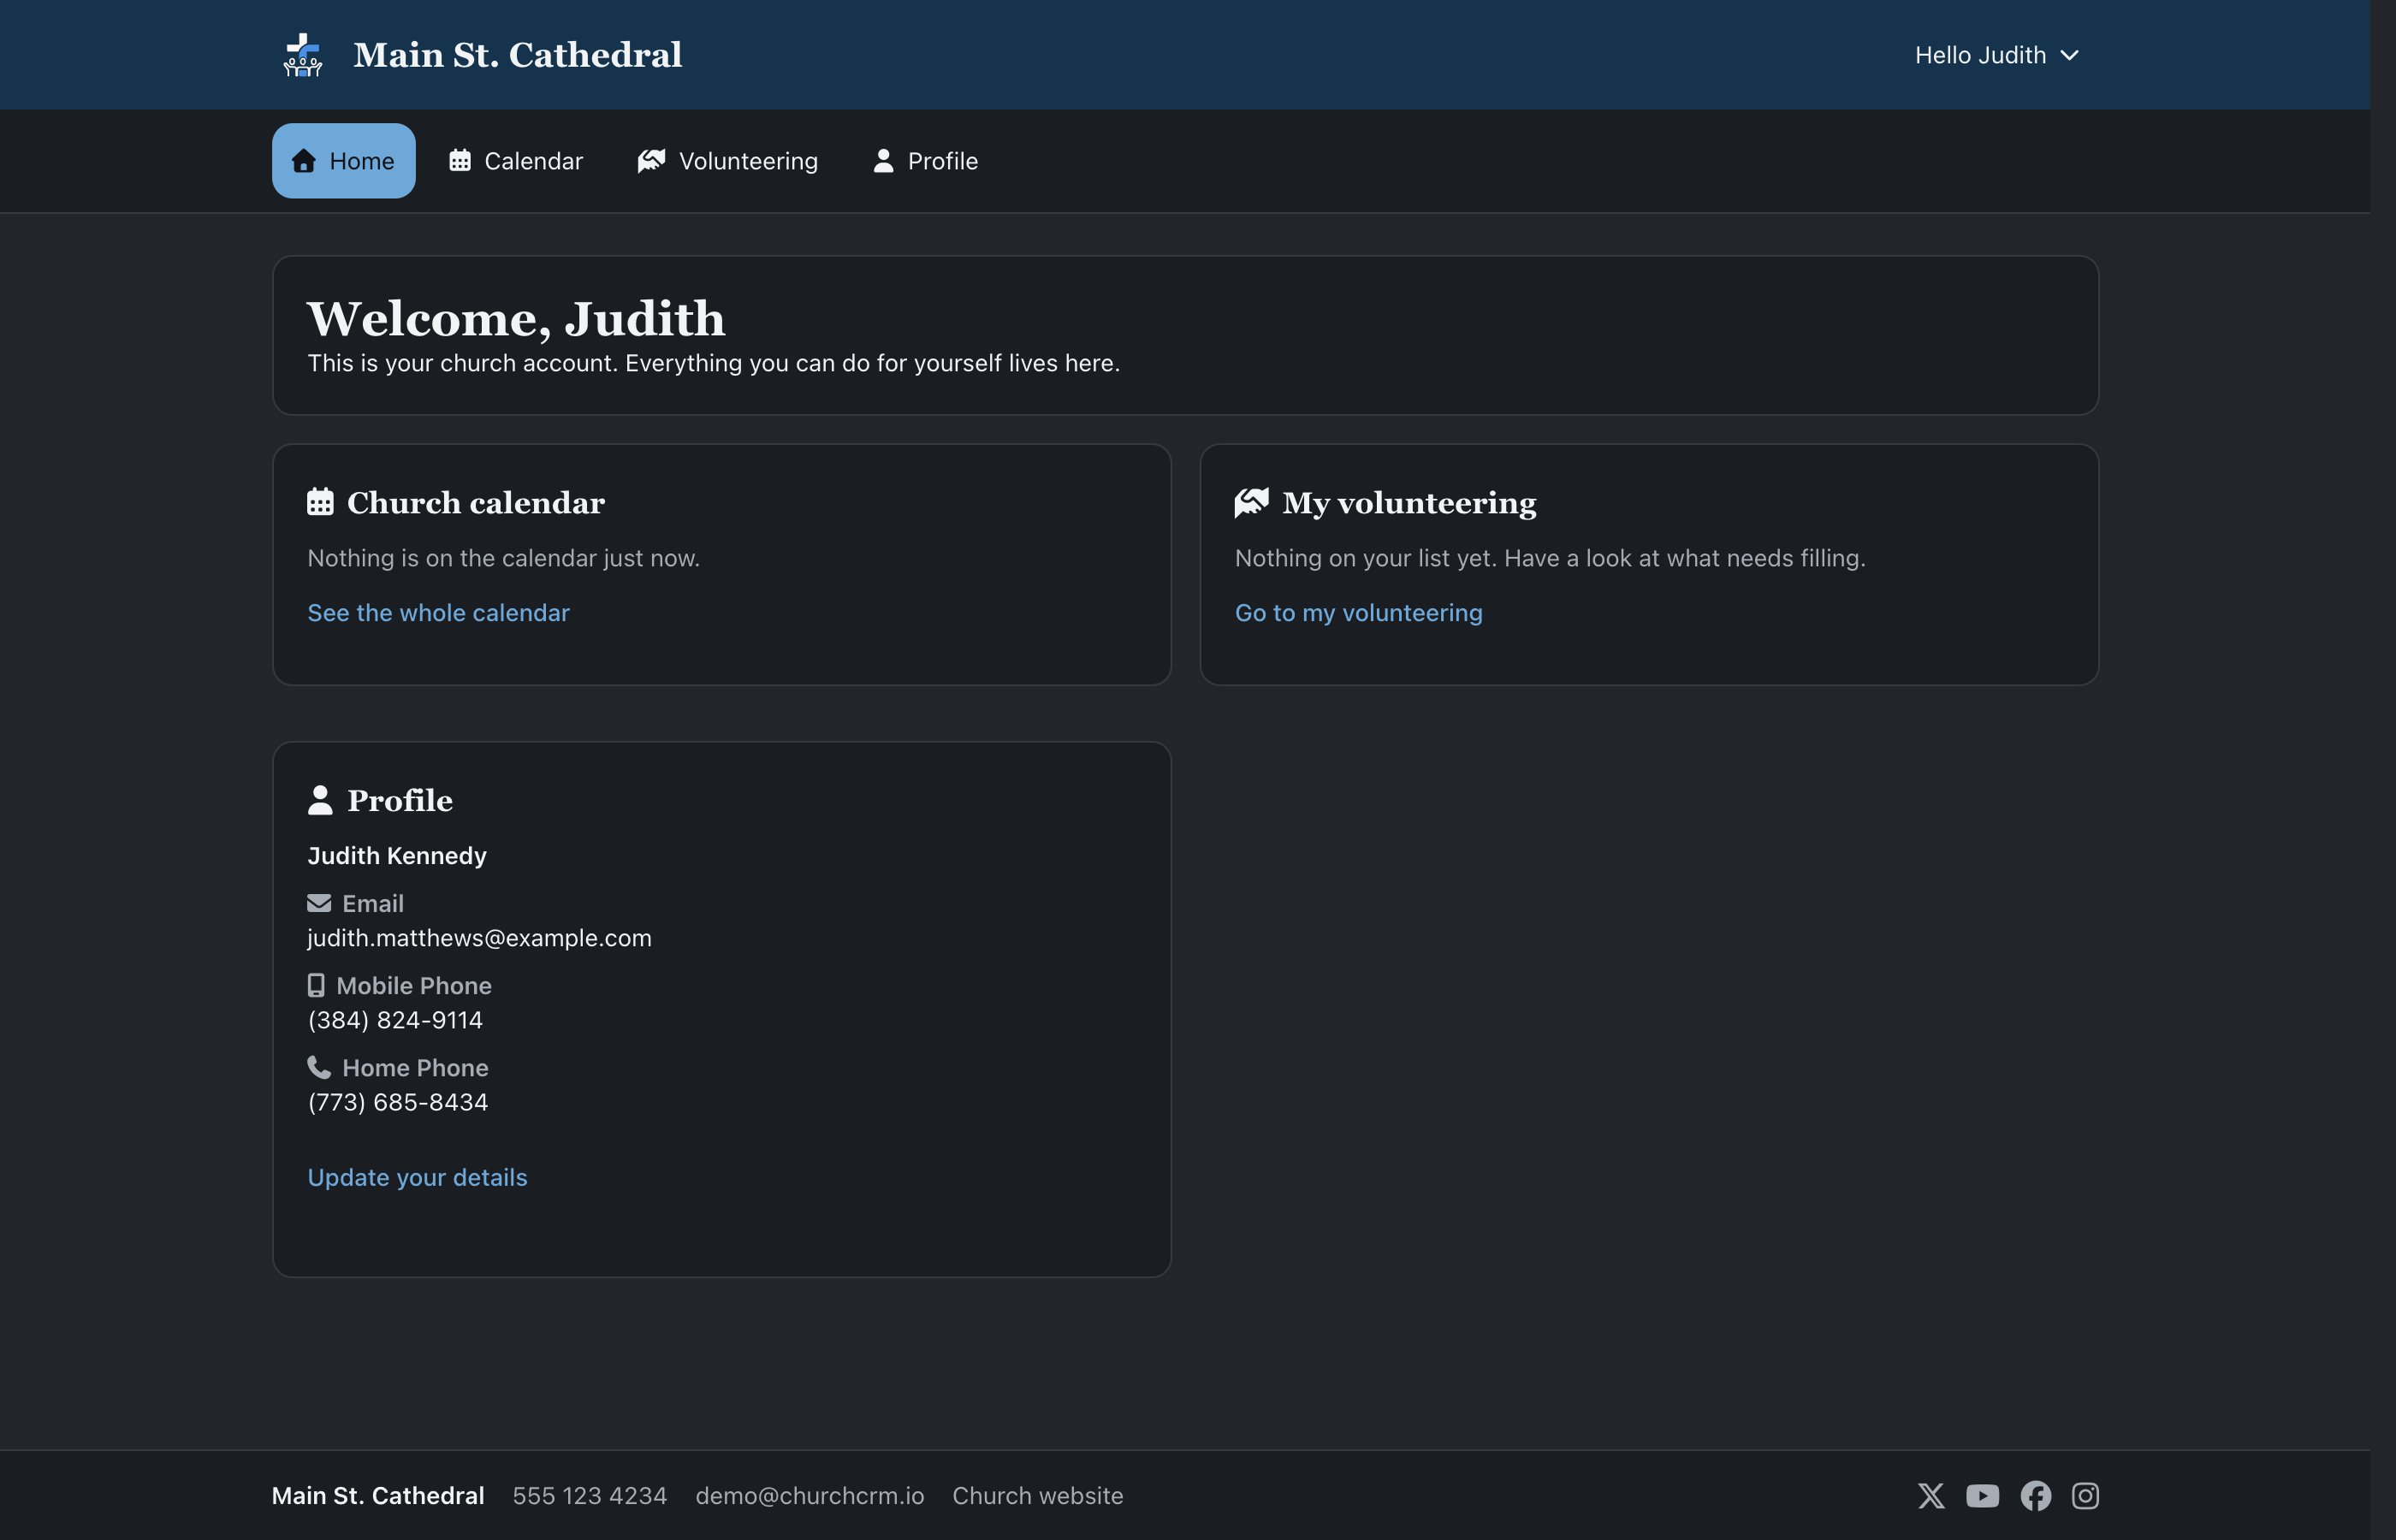 Main St. Cathedral
Hello Judith
Home
Calendar
Volunteering
Profile
Welcome, Judith
This is your church account. Everything you can do for yourself lives here.
Church calendar
Nothing is on the calendar just now.
See the whole calendar
My volunteering
Nothing on your list yet. Have a look at what needs filling.
Go to my volunteering
Profile
Judith Kennedy
Email
judith.matthews@example.com
Mobile Phone
(384) 824-9114
Home Phone
(773) 685-8434
Update your details
Main St. Cathedral 555 123 4234 demo@churchcrm.io Church website